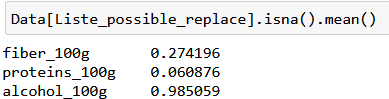 Data[Liste_possible_replace].isna().mean()
fiber_100g 0.274196
proteins_100g 0.060876
alcohol_100g 0.985059